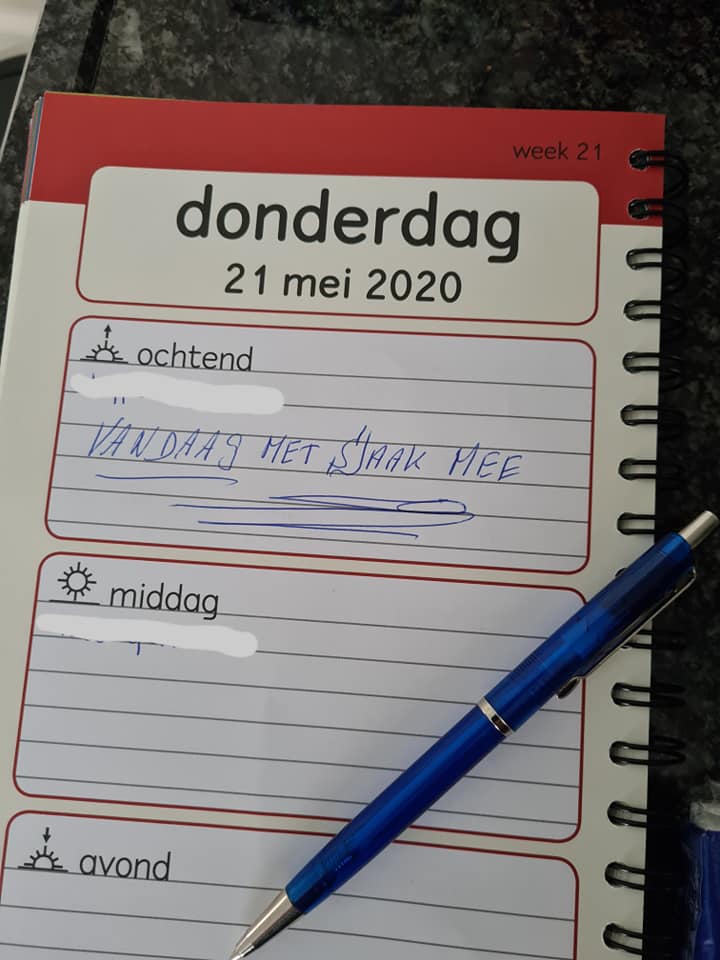 week 21
donderdag
21 mei 2020
ochtend
VANDAAG MET SJAAK MEE
middag
avond